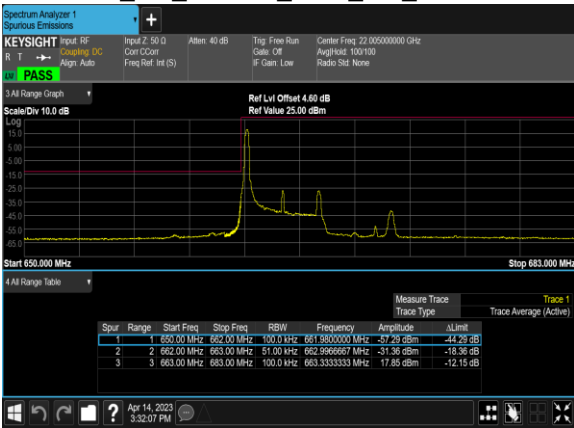 Spectrum Analyzer 1
Spurious Emissions
+
KEYSIGHT Input: RF Input Z: 50 Ω Atten: 40 dB Trig: Free Run Center Freq: 22.005000000 GHz
R T Coupling: DC Corr CCorr Gate: Off Avg|Hold: 100/100
Align: Auto Freq Ref: Int (S) IF Gain: Low Radio Std: None
PASS
3 All Range Graph
Ref Lvl Offset 4.60 dB
Scale/Div 10.0 dB Ref Value 25.00 dBm
Log
15.0
5.00
-5.00
-15.0
-25.0
-35.0
-45.0
-55.0
-65.0
Start 650.000 MHz Stop 683.000 MHz
4 All Range Table
Measure Trace Trace 1
Trace Type Trace Average (Active)
Spur Range Start Freq Stop Freq RBW Frequency Amplitude ΔLimit
1 1 650.00 MHz 662.00 MHz 100.0 kHz 661.9800000 MHz -57.29 dBm -44.29 dB
2 2 662.00 MHz 663.00 MHz 51.00 kHz 662.9966667 MHz -31.36 dBm -18.36 dB
3 3 663.00 MHz 683.00 MHz 100.0 kHz 663.3333333 MHz 17.85 dBm -12.15 dB
? Apr 14, 2023
3:32:07 PM